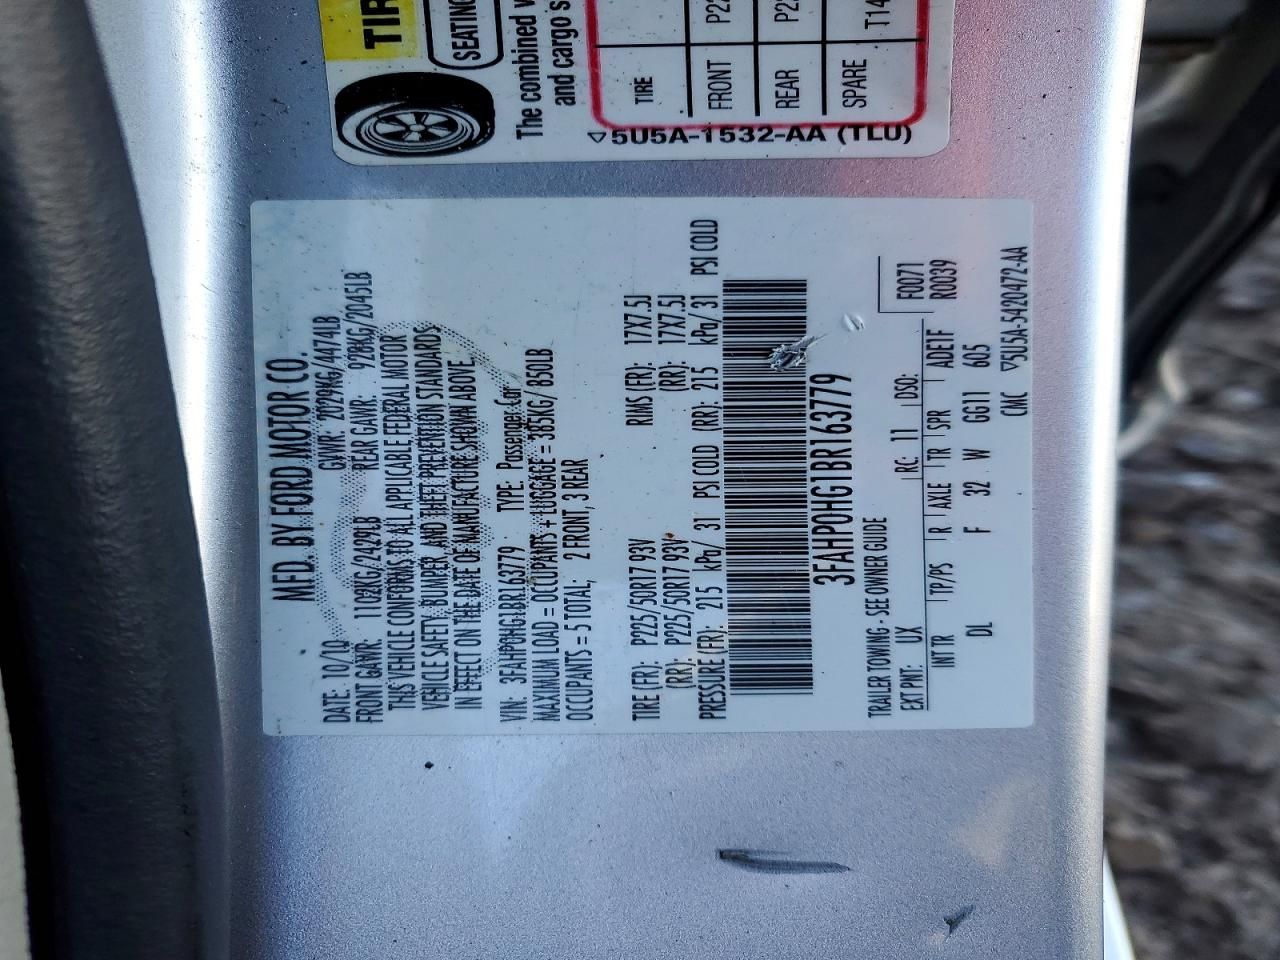 TIR
SEATING
The combined w
and cargo s
TIRE
FRONT P22
REAR P22
SPARE T14
5U5A-1532-AA (TLU)
MFD. BY FORD MOTOR CO.
DATE: 10/10 GVWR: 2029KG/4474LB
FRONT GAWR: 1102KG/2429LB REAR GAWR: 928KG/2045LB
THIS VEHICLE CONFORMS TO ALL APPLICABLE FEDERAL MOTOR
VEHICLE SAFETY, BUMPER, AND THEFT PREVENTION STANDARDS
IN EFFECT ON THE DATE OF MANUFACTURE SHOWN ABOVE.
VIN: 3FAHP0HG1BR163779 TYPE: Passenger Car
MAXIMUM LOAD = OCCUPANTS + LUGGAGE = 385KG/ 850LB
OCCUPANTS = 5 TOTAL; 2 FRONT, 3 REAR
TIRE (FR): P225/50R17 93V RIMS (FR): 17X7.5J
(RR): P225/50R17 93V (RR): 17X7.5J
PRESSURE (FR): 215 kPa/ 31 PSI COLD (RR): 215 kPa/ 31 PSI COLD
3FAHP0HG1BR163779
TRAILER TOWING - SEE OWNER GUIDE F0071
EXT PNT: UX RC: 11 DSO: R0039
INT TR TP/PS R AXLE TR SPR ADE1F
DL F 32 W GG11 605
CMC ▽5U5A-5420472-AA